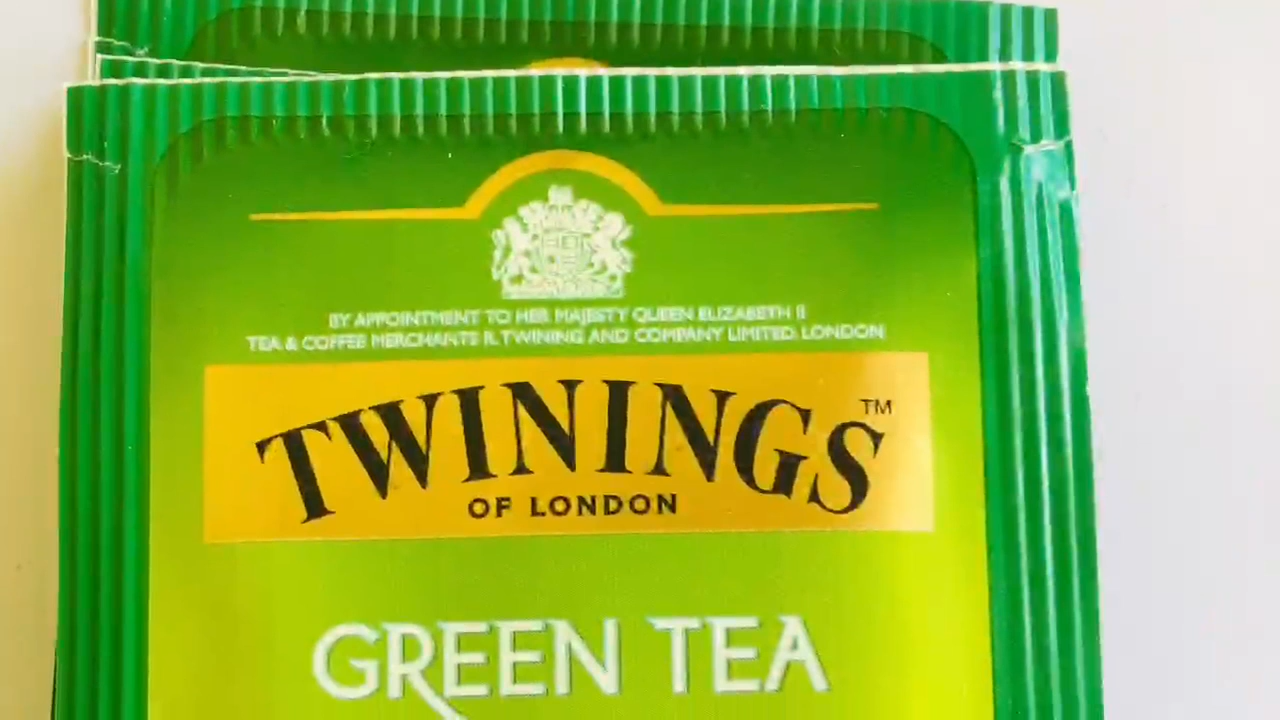 BY APPOINTMENT TO HER MAJESTY QUEEN ELIZABETH II
TEA & COFFEE MERCHANTS R. TWINING AND COMPANY LIMITED, LONDON
TWININGS™
OF LONDON
GREEN TEA